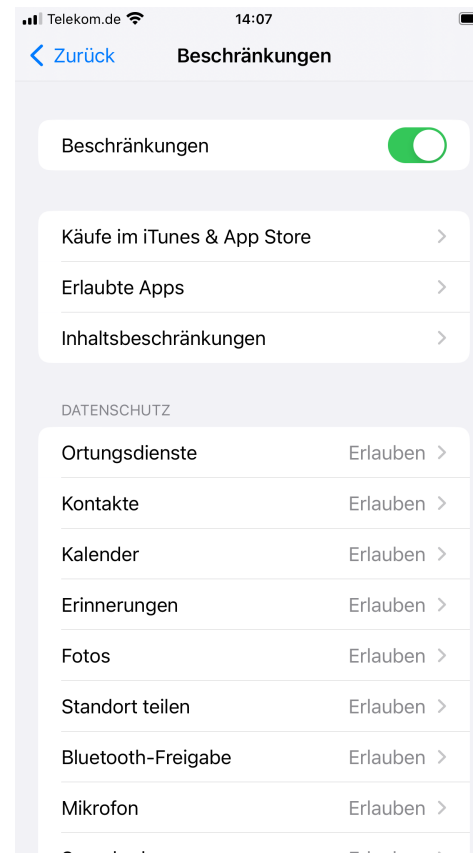 Telekom.de 14:07
Zurück Beschränkungen
Beschränkungen
Käufe im iTunes & App Store
Erlaubte Apps
Inhaltsbeschränkungen
DATENSCHUTZ
Ortungsdienste Erlauben
Kontakte Erlauben
Kalender Erlauben
Erinnerungen Erlauben
Fotos Erlauben
Standort teilen Erlauben
Bluetooth-Freigabe Erlauben
Mikrofon Erlauben